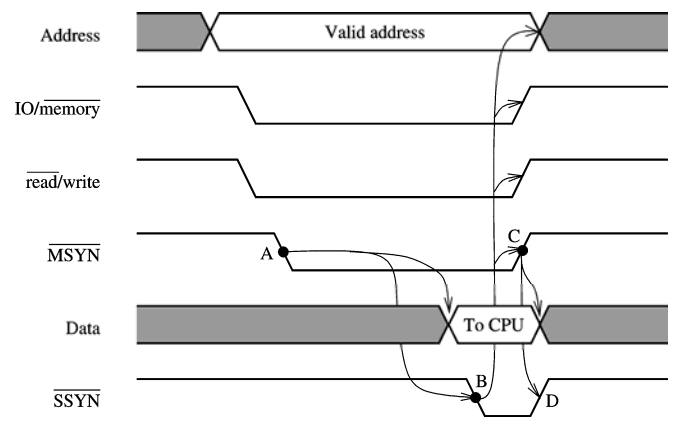 Address
Valid address
IO/memory
read/write
MSYN
A
C
Data
To CPU
SSYN
B
D